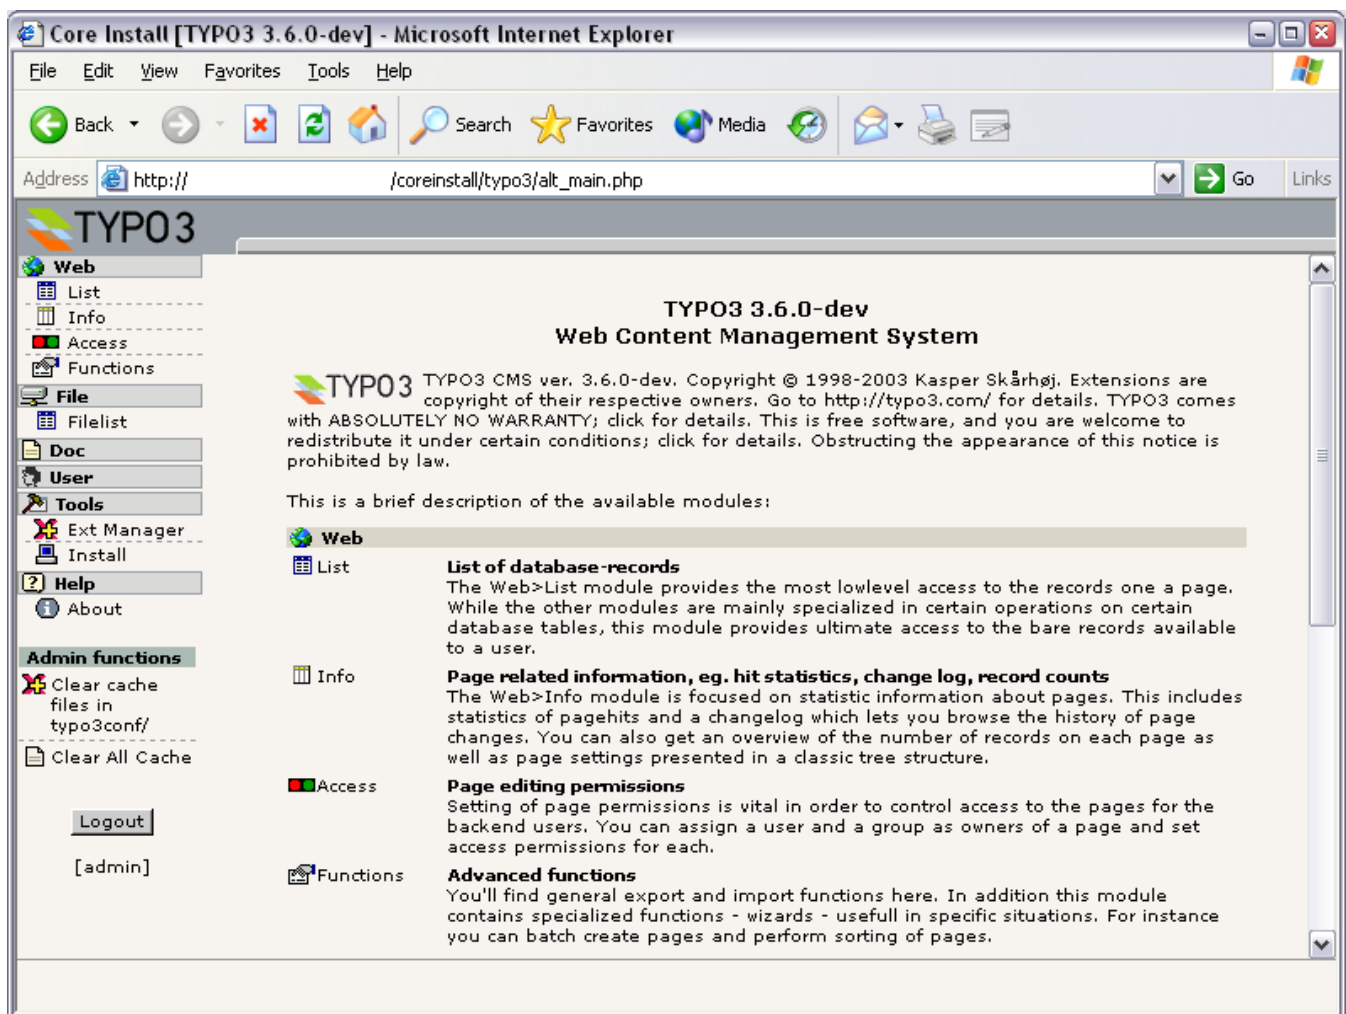 Core Install [TYPO3 3.6.0-dev] - Microsoft Internet Explorer
File Edit View Favorites Tools Help
Back Search Favorites Media
Address http:// /coreinstall/typo3/alt_main.php Go Links
TYPO3
Web
List
Info
Access
Functions
File
Filelist
Doc
User
Tools
Ext Manager
Install
Help
About
Admin functions
Clear cache
files in
typo3conf/
Clear All Cache
Logout
[admin]
TYPO3 3.6.0-dev
Web Content Management System
TYPO3 TYPO3 CMS ver. 3.6.0-dev. Copyright © 1998-2003 Kasper Skårhøj. Extensions are
copyright of their respective owners. Go to http://typo3.com/ for details. TYPO3 comes
with ABSOLUTELY NO WARRANTY; click for details. This is free software, and you are welcome to
redistribute it under certain conditions; click for details. Obstructing the appearance of this notice is
prohibited by law.
This is a brief description of the available modules:
Web
List List of database-records
The Web>List module provides the most lowlevel access to the records one a page.
While the other modules are mainly specialized in certain operations on certain
database tables, this module provides ultimate access to the bare records available
to a user.
Info Page related information, eg. hit statistics, change log, record counts
The Web>Info module is focused on statistic information about pages. This includes
statistics of pagehits and a changelog which lets you browse the history of page
changes. You can also get an overview of the number of records on each page as
well as page settings presented in a classic tree structure.
Access Page editing permissions
Setting of page permissions is vital in order to control access to the pages for the
backend users. You can assign a user and a group as owners of a page and set
access permissions for each.
Functions Advanced functions
You'll find general export and import functions here. In addition this module
contains specialized functions - wizards - usefull in specific situations. For instance
you can batch create pages and perform sorting of pages.